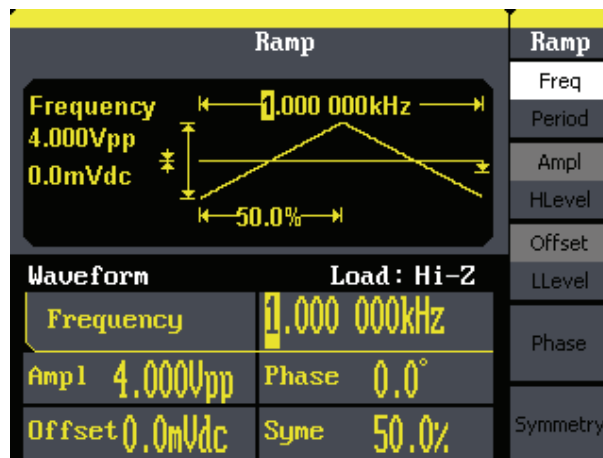 Ramp
Frequency
1.000 000kHz
4.000Vpp
0.0mVdc
50.0%
Waveform
Load: Hi-Z
Frequency
1.000 000kHz
Ampl 4.000Vpp
Phase 0.0°
Offset 0.0mVdc
Syme 50.0%
Ramp
Freq
Period
Ampl
HLevel
Offset
LLevel
Phase
Symmetry